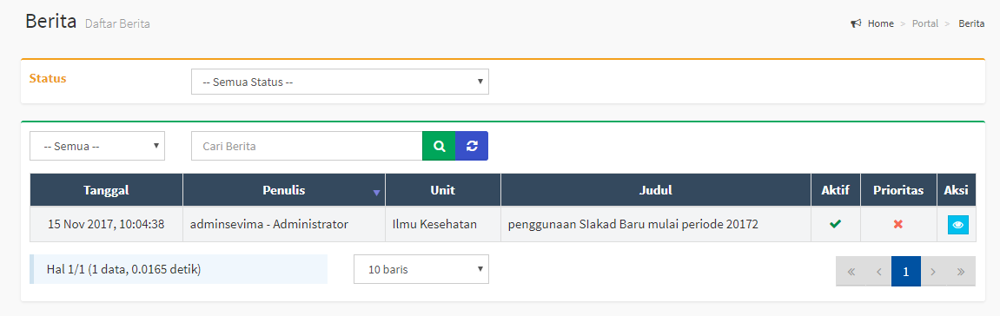 Berita Daftar Berita
Home > Portal > Berita
Status -- Semua Status --
-- Semua -- Cari Berita
Tanggal Penulis Unit Judul Aktif Prioritas Aksi
15 Nov 2017, 10:04:38 adminsevima - Administrator Ilmu Kesehatan penggunaan SIakad Baru mulai periode 20172
Hal 1/1 (1 data, 0.0165 detik) 10 baris « < 1 > »